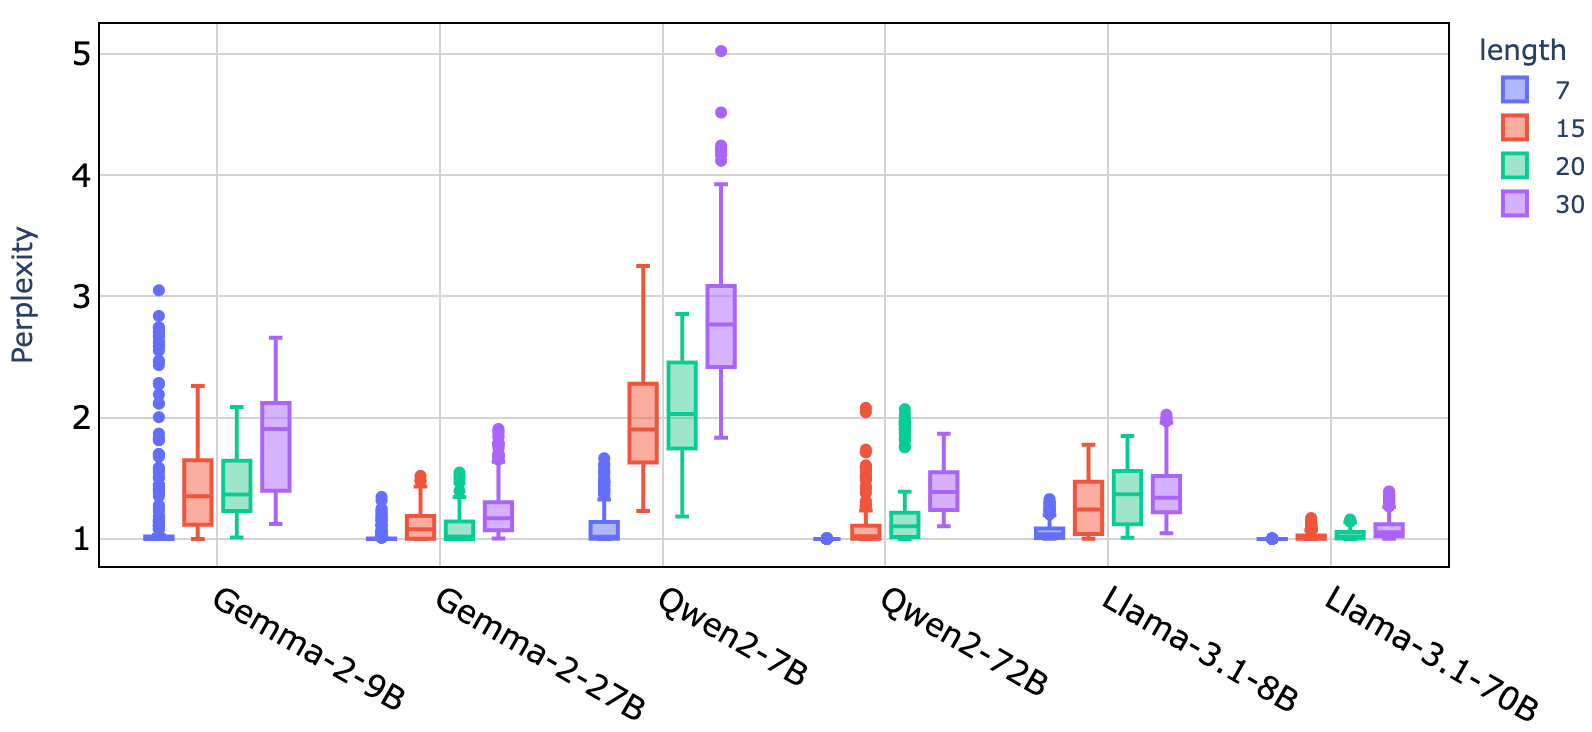 5
4
3
2
1
Perplexity
Gemma-2-9B
Gemma-2-27B
Qwen2-7B
Qwen2-72B
Llama-3.1-8B
Llama-3.1-70B
length
7
15
20
30